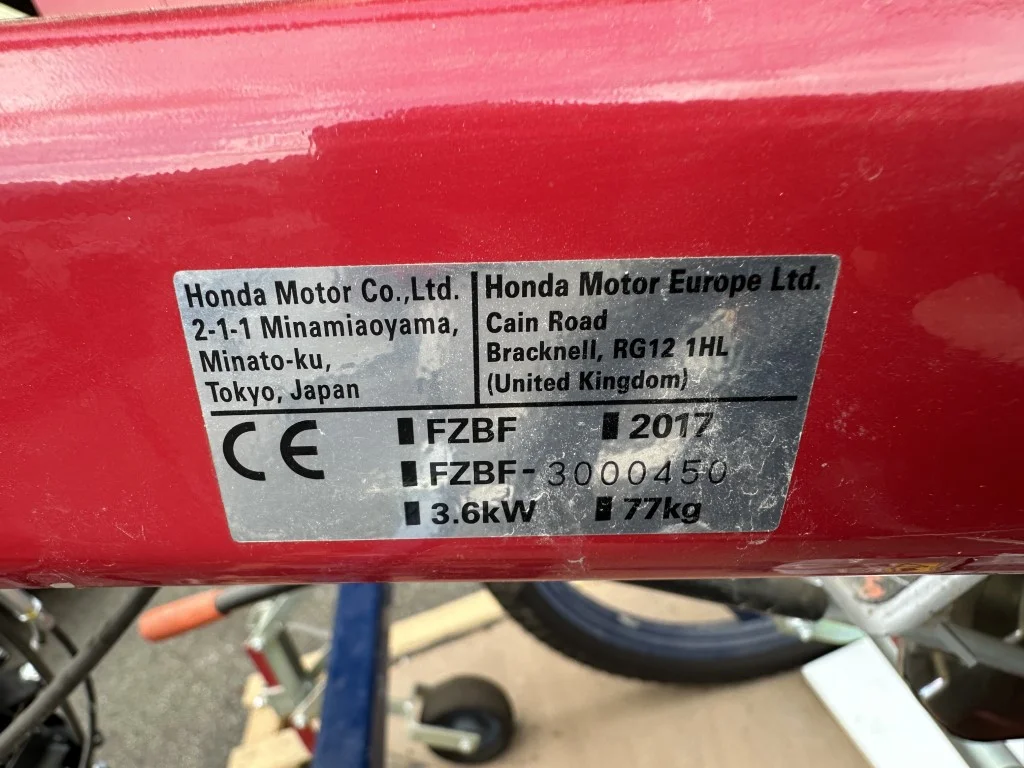 Honda Motor Co.,Ltd.
2-1-1 Minamiaoyama,
Minato-ku,
Tokyo, Japan
Honda Motor Europe Ltd.
Cain Road
Bracknell, RG12 1HL
(United Kingdom)
CE
FZBF
2017
FZBF-3000450
3.6kW
77kg